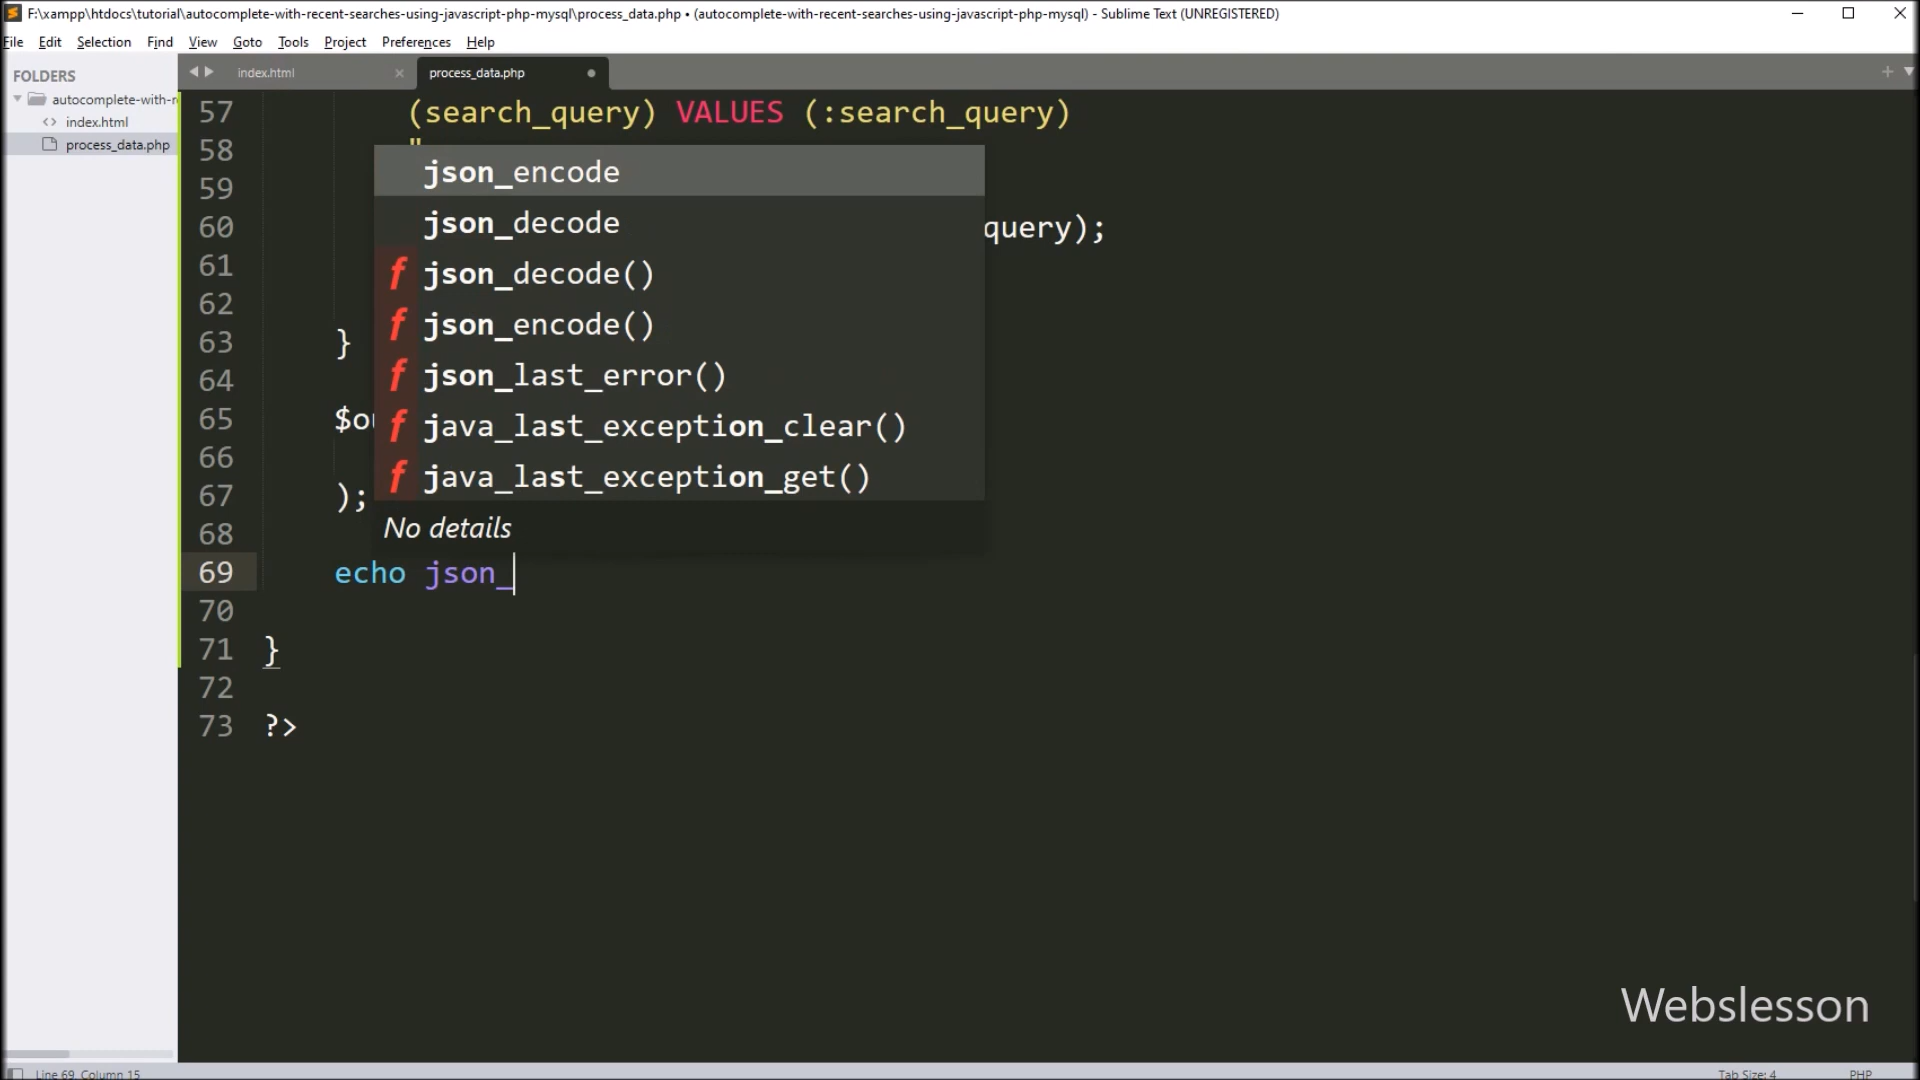 F:\xampp\htdocs\tutorial\autocomplete-with-recent-searches-using-javascript-php-mysql\process_data.php • (autocomplete-with-recent-searches-using-javascript-php-mysql) - Sublime Text (UNREGISTERED)
File Edit Selection Find View Goto Tools Project Preferences Help
FOLDERS
autocomplete-with-r
index.html
process_data.php
index.html
process_data.php
57 (search_query) VALUES (:search_query)
58 "
59
60 query);
61
62
63 }
64
65 $ou
66
67 );
68
69 echo json_
70
71 }
72
73 ?>
json_encode
json_decode
f json_decode()
f json_encode()
f json_last_error()
f java_last_exception_clear()
f java_last_exception_get()
No details
Webslesson
Line 69, Column 15
Tab Size: 4
PHP